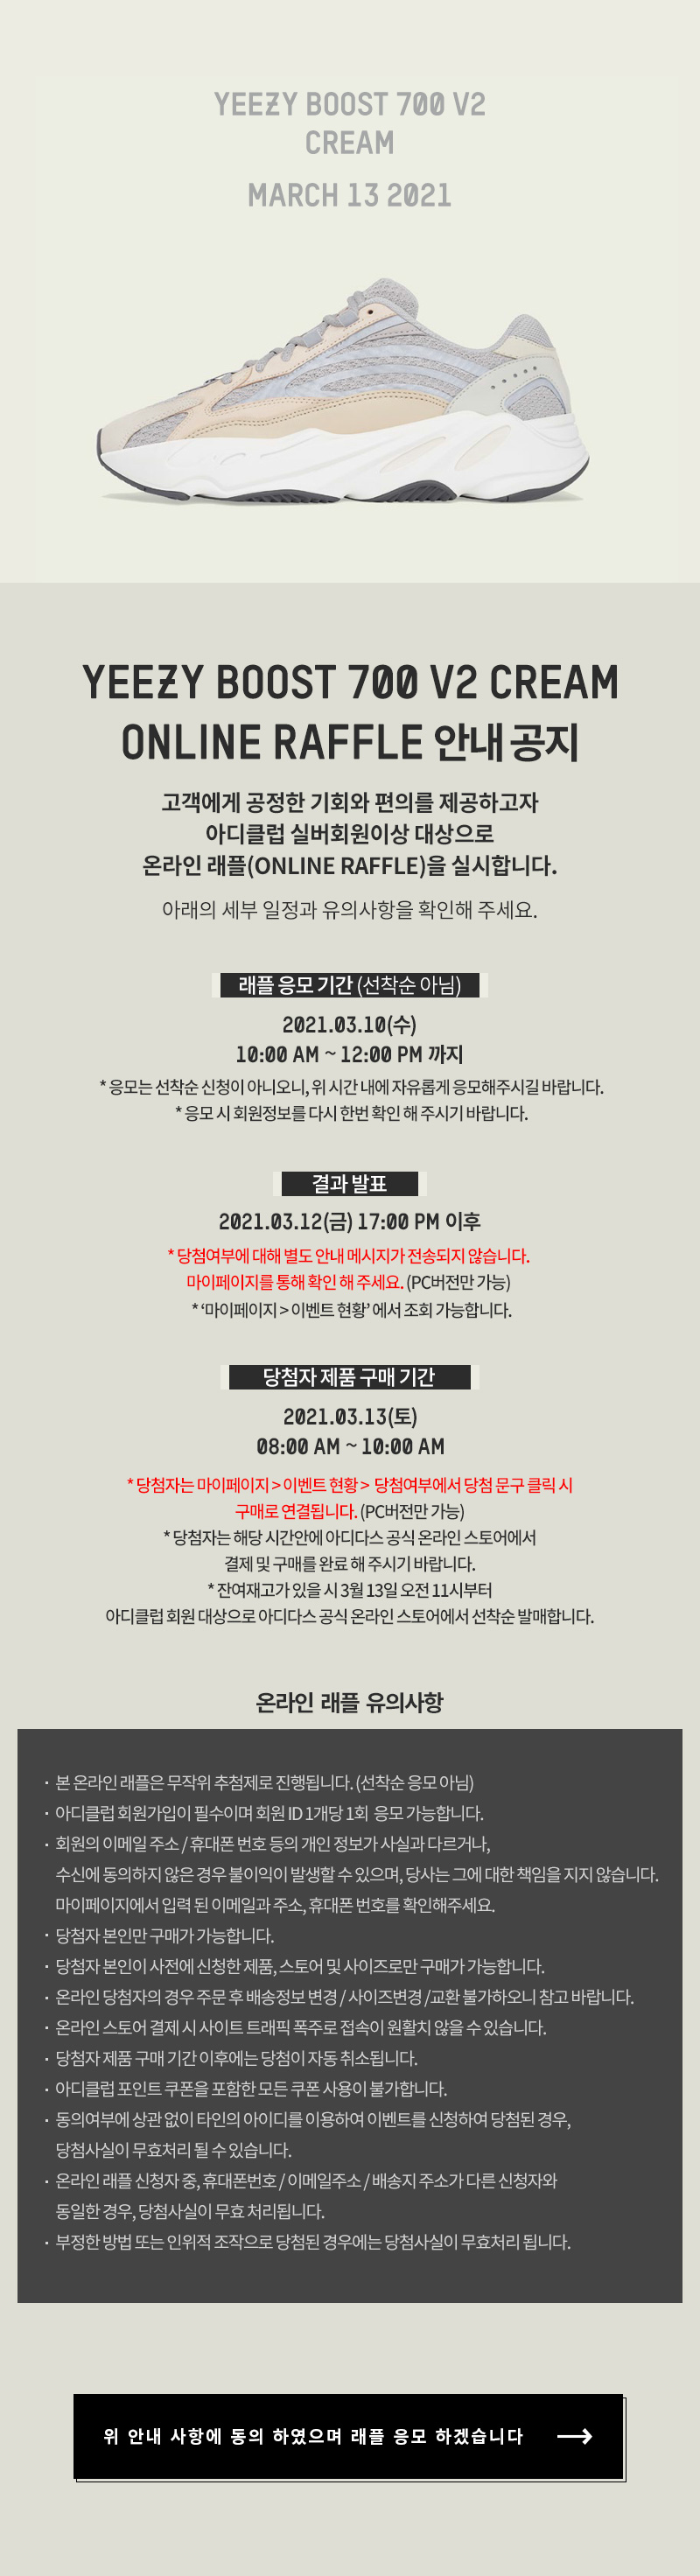 YEEZY BOOST 700 V2
CREAM
MARCH 13 2021
YEEZY BOOST 700 V2 CREAM
ONLINE RAFFLE 안내 공지
고객에게 공정한 기회와 편의를 제공하고자
아디클럽 실버회원이상 대상으로
온라인 래플(ONLINE RAFFLE)을 실시합니다.
아래의 세부 일정과 유의사항을 확인해 주세요.
래플 응모 기간 (선착순 아님)
2021.03.10(수)
10:00 AM ~ 12:00 PM 까지
* 응모는 선착순 신청이 아니오니, 위 시간 내에 자유롭게 응모해주시길 바랍니다.
* 응모 시 회원정보를 다시 한번 확인 해 주시기 바랍니다.
결과 발표
2021.03.12(금) 17:00 PM 이후
* 당첨여부에 대해 별도 안내 메시지가 전송되지 않습니다.
마이페이지를 통해 확인 해 주세요. (PC버전만 가능)
* ‘마이페이지 > 이벤트 현황’ 에서 조회 가능합니다.
당첨자 제품 구매 기간
2021.03.13(토)
08:00 AM ~ 10:00 AM
* 당첨자는 마이페이지 > 이벤트 현황 > 당첨여부에서 당첨 문구 클릭 시
구매로 연결됩니다. (PC버전만 가능)
* 당첨자는 해당 시간안에 아디다스 공식 온라인 스토어에서
결제 및 구매를 완료 해 주시기 바랍니다.
* 잔여재고가 있을 시 3월 13일 오전 11시부터
아디클럽 회원 대상으로 아디다스 공식 온라인 스토어에서 선착순 발매합니다.
온라인 래플 유의사항
· 본 온라인 래플은 무작위 추첨제로 진행됩니다. (선착순 응모 아님)
· 아디클럽 회원가입이 필수이며 회원 ID 1개당 1회 응모 가능합니다.
· 회원의 이메일 주소 / 휴대폰 번호 등의 개인 정보가 사실과 다르거나,
수신에 동의하지 않은 경우 불이익이 발생할 수 있으며, 당사는 그에 대한 책임을 지지 않습니다.
마이페이지에서 입력 된 이메일과 주소, 휴대폰 번호를 확인해주세요.
· 당첨자 본인만 구매가 가능합니다.
· 당첨자 본인이 사전에 신청한 제품, 스토어 및 사이즈로만 구매가 가능합니다.
· 온라인 당첨자의 경우 주문 후 배송정보 변경 / 사이즈변경 /교환 불가하오니 참고 바랍니다.
· 온라인 스토어 결제 시 사이트 트래픽 폭주로 접속이 원활치 않을 수 있습니다.
· 당첨자 제품 구매 기간 이후에는 당첨이 자동 취소됩니다.
· 아디클럽 포인트 쿠폰을 포함한 모든 쿠폰 사용이 불가합니다.
· 동의여부에 상관 없이 타인의 아이디를 이용하여 이벤트를 신청하여 당첨된 경우,
당첨사실이 무효처리 될 수 있습니다.
· 온라인 래플 신청자 중, 휴대폰번호 / 이메일주소 / 배송지 주소가 다른 신청자와
동일한 경우, 당첨사실이 무효 처리됩니다.
· 부정한 방법 또는 인위적 조작으로 당첨된 경우에는 당첨사실이 무효처리 됩니다.
위 안내 사항에 동의 하였으며 래플 응모 하겠습니다